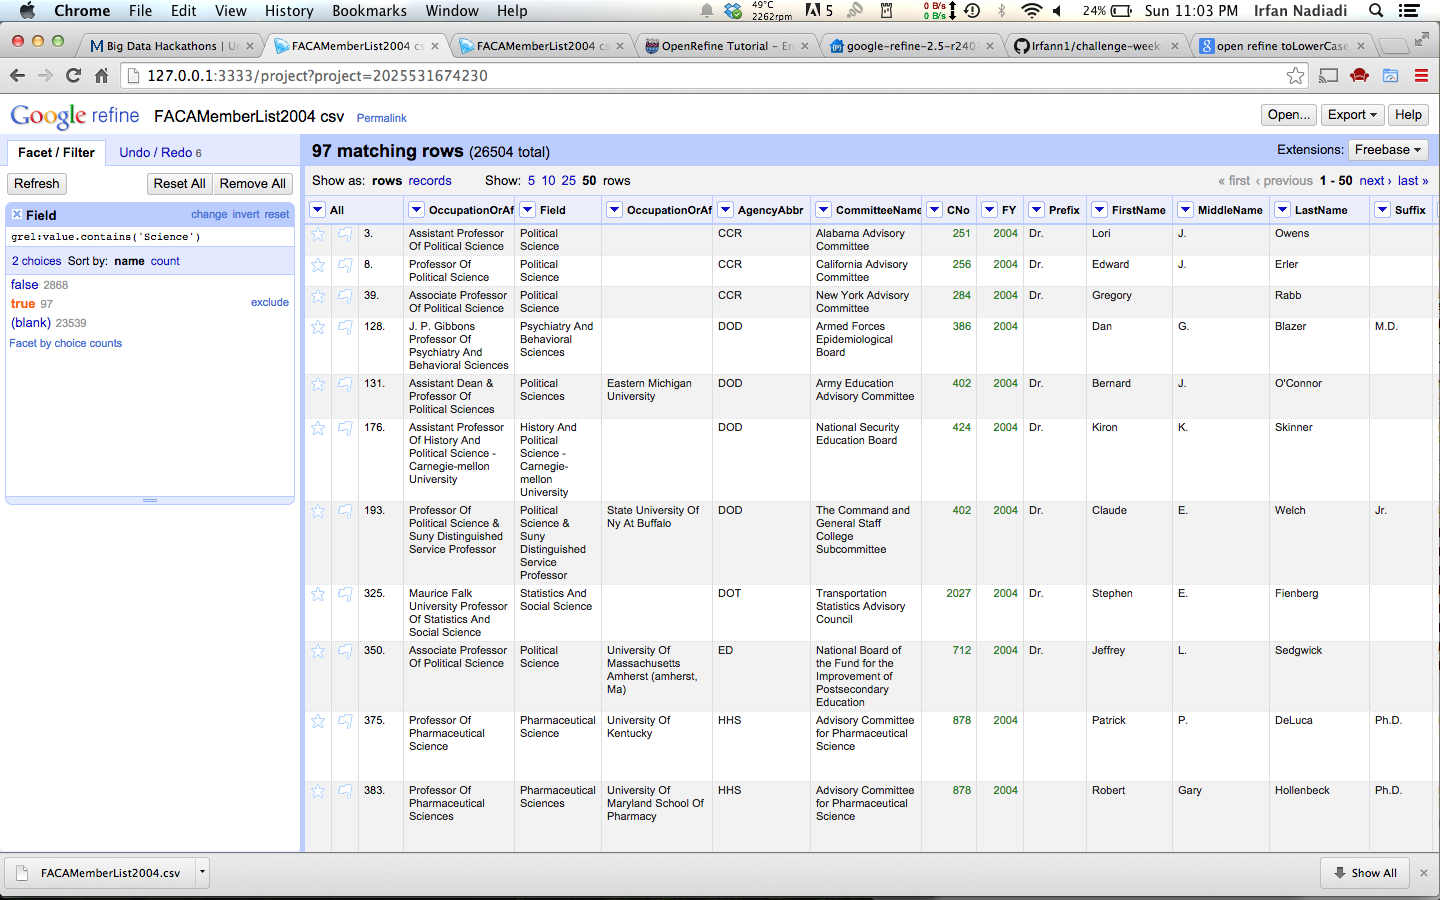 Chrome File Edit View History Bookmarks Window Help 49°C 2262rpm 5 0 B/s 0 B/s 24% Sun 11:03 PM Irfan Nadiadi
Big Data Hackathons | U FACAMemberList2004 cs FACAMemberList2004 cs OpenRefine Tutorial – En google-refine-2.5-r240 Irfann1/challenge-week open refine toLowerCase
127.0.0.1:3333/project?project=2025531674230
Google refine FACAMemberList2004 csv Permalink Open... Export Help
Facet / Filter Undo / Redo 6 97 matching rows (26504 total) Extensions: Freebase
Refresh Reset All Remove All Show as: rows records Show: 5 10 25 50 rows « first ‹ previous 1 - 50 next › last »
Field change invert reset
grel:value.contains('Science')
2 choices Sort by: name count
false 2868
true 97 exclude
(blank) 23539
Facet by choice counts
All OccupationOrAf Field OccupationOrAf AgencyAbbr CommitteeName CNo FY Prefix FirstName MiddleName LastName Suffix
3. Assistant Professor Political CCR Alabama Advisory 251 2004 Dr. Lori J. Owens
Of Political Science Science Committee
8. Professor Of Political CCR California Advisory 256 2004 Edward J. Erler
Political Science Science Committee
39. Associate Professor Political CCR New York Advisory 284 2004 Dr. Gregory Rabb
Of Political Science Science Committee
128. J. P. Gibbons Psychiatry And DOD Armed Forces 386 2004 Dan G. Blazer M.D.
Professor Of Behavioral Epidemiological
Psychiatry And Sciences Board
Behavioral Sciences
131. Assistant Dean & Political Eastern Michigan DOD Army Education 402 2004 Dr. Bernard J. O'Connor
Professor Of Sciences University Advisory Committee
Political Sciences
176. Assistant Professor History And DOD National Security 424 2004 Dr. Kiron K. Skinner
Of History And Political Education Board
Political Science - Science -
Carnegie-mellon Carnegie-
University mellon
University
193. Professor Of Political State University Of DOD The Command and 402 2004 Dr. Claude E. Welch Jr.
Political Science & Science & Ny At Buffalo General Staff
Suny Distinguished Suny College
Service Professor Distinguished Subcommittee
Service
Professor
325. Maurice Falk Statistics And DOT Transportation 2027 2004 Dr. Stephen E. Fienberg
University Professor Social Science Statistics Advisory
Of Statistics And Council
Social Science
350. Associate Professor Political University Of ED National Board of 712 2004 Dr. Jeffrey L. Sedgwick
Of Political Science Science Massachusetts the Fund for the
Amherst (amherst, Improvement of
Ma) Postsecondary
Education
375. Professor Of Pharmaceutical University Of HHS Advisory Committee 878 2004 Patrick P. DeLuca Ph.D.
Pharmaceutical Science Kentucky for Pharmaceutical
Science Science
383. Professor Of Pharmaceutical University Of HHS Advisory Committee 878 2004 Robert Gary Hollenbeck Ph.D.
Pharmaceutical Sciences Maryland School Of for Pharmaceutical
Sciences Pharmacy Science
FACAMemberList2004.csv Show All